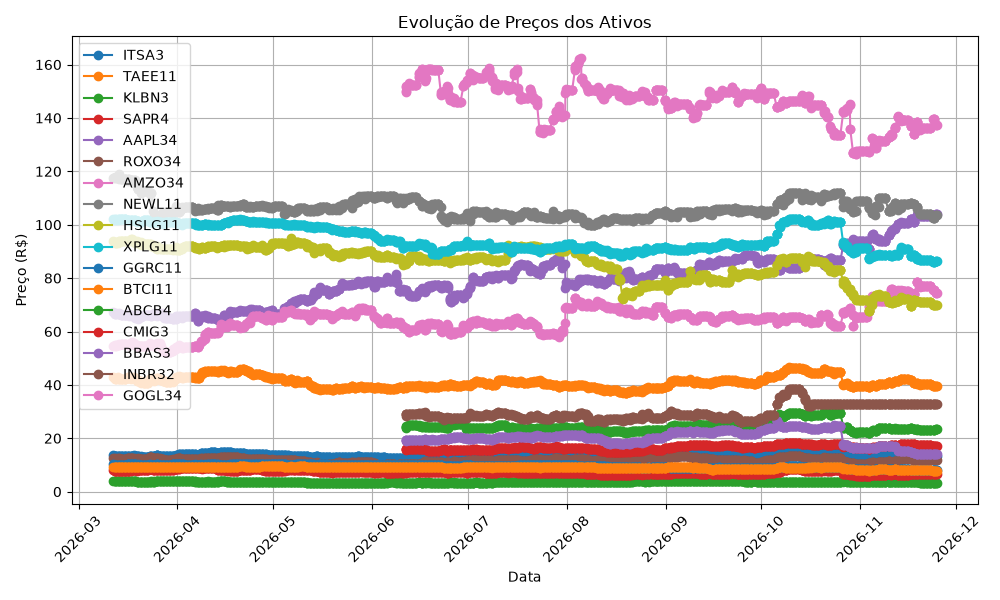 Evolução de Preços dos Ativos
Preço (R$)
160
140
120
100
80
60
40
20
0
ITSA3
TAEE11
KLBN3
SAPR4
AAPL34
ROXO34
AMZO34
NEWL11
HSLG11
XPLG11
GGRC11
BTCI11
ABCB4
CMIG3
BBAS3
INBR32
GOGL34
2026-03
2026-04
2026-05
2026-06
2026-07
2026-08
2026-09
2026-10
2026-11
2026-12
Data